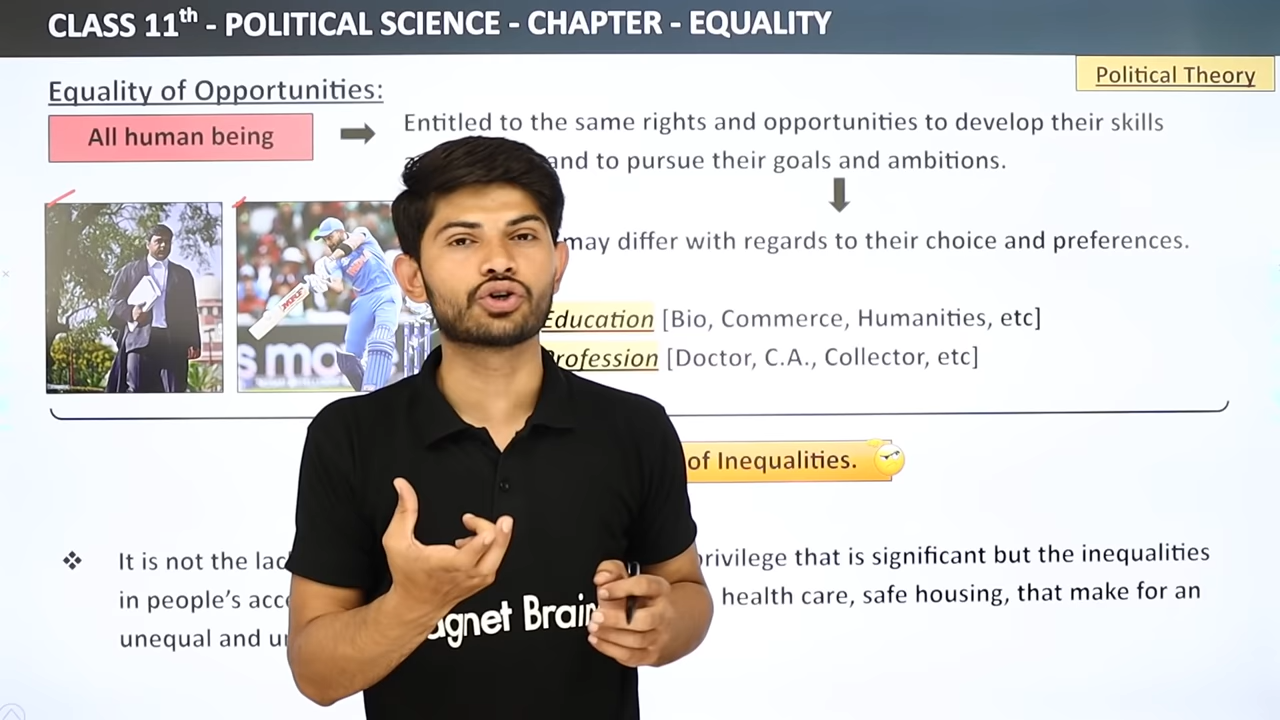 CLASS 11th - POLITICAL SCIENCE - CHAPTER - EQUALITY
Political Theory
Equality of Opportunities:
All human being
Entitled to the same rights and opportunities to develop their skills
and to pursue their goals and ambitions.
may differ with regards to their choice and preferences.
Education [Bio, Commerce, Humanities, etc]
Profession [Doctor, C.A., Collector, etc]
of Inequalities.
It is not the privilege that is significant but the inequalities
in people's health care, safe housing, that make for an
unequal and
Magnet Brain